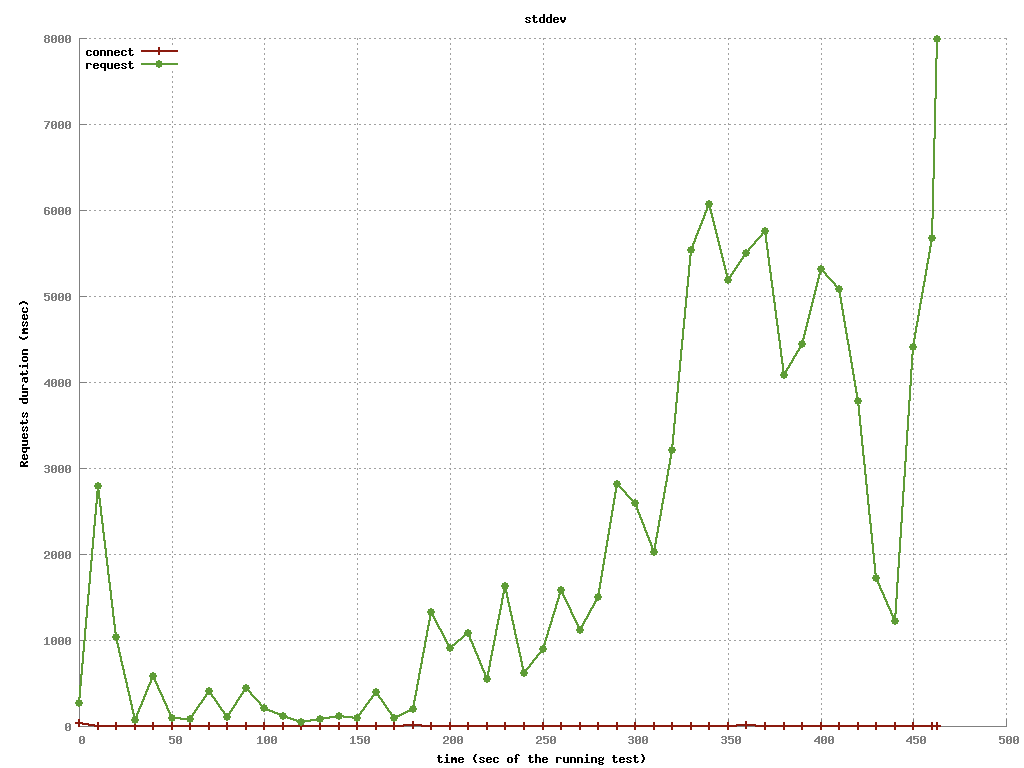 stddev
connect
request
8000
7000
6000
5000
4000
3000
2000
1000
0
Requests duration (msec)
0 50 100 150 200 250 300 350 400 450 500
time (sec of the running test)